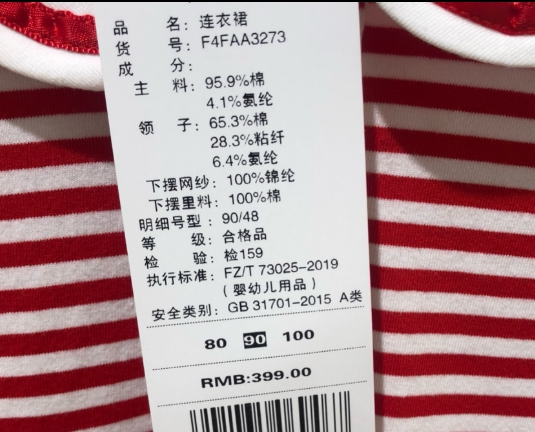 品 名：连衣裙
货 号：F4FAA3273
成 分：
主 料：95.9%棉
4.1%氨纶
领 子：65.3%棉
28.3%粘纤
6.4%氨纶
下摆网纱：100%锦纶
下摆里料：100%棉
明细号型：90/48
等 级：合格品
检 验：检159
执行标准：FZ/T 73025-2019
（婴幼儿用品）
安全类别：GB 31701-2015 A类
80 90 100
RMB:399.00